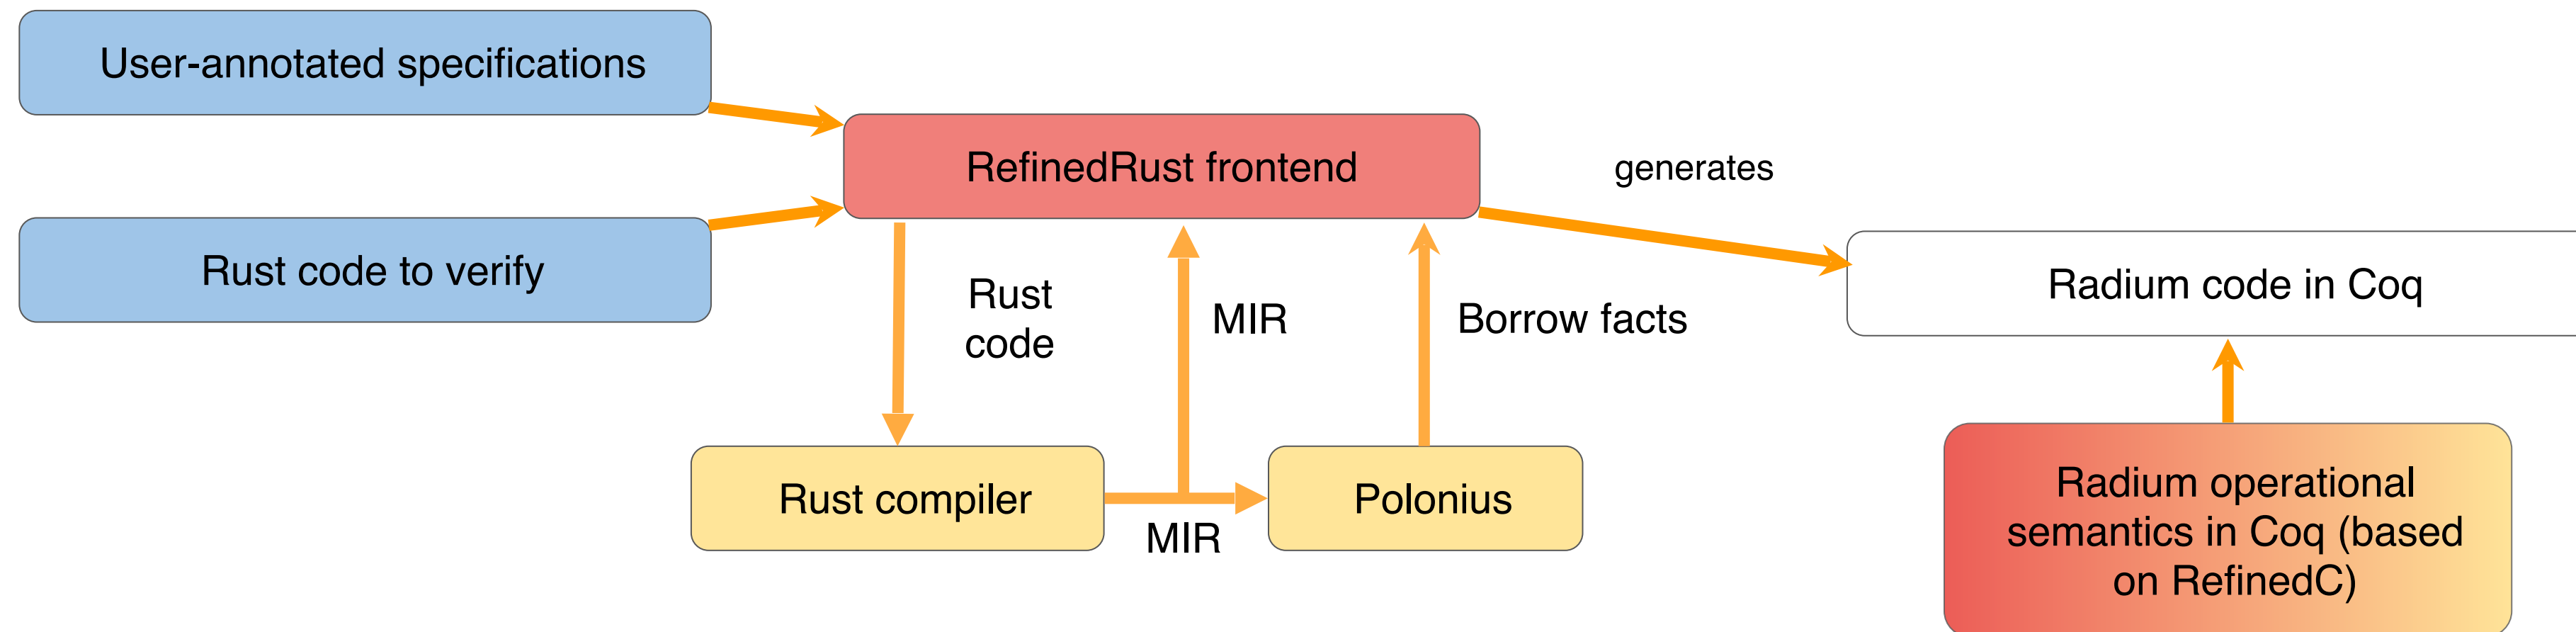 User-annotated specifications
RefinedRust frontend
generates
Rust code to verify
Radium code in Coq
Rust
code
MIR
Borrow facts
Rust compiler
MIR
Polonius
Radium operational
semantics in Coq (based
on RefinedC)